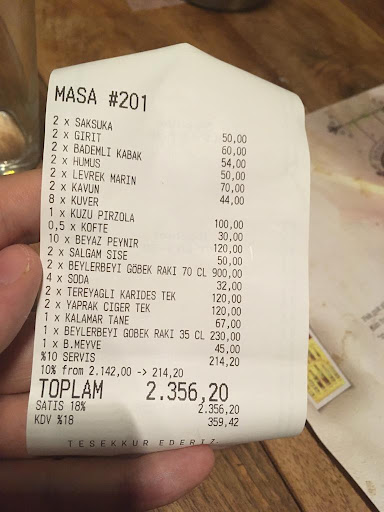 MASA #201
2 x SAKSUKA 50,00
2 x GIRIT 60,00
2 x BADEMLI KABAK 54,00
2 x HUMUS 50,00
2 x LEVREK MARIN 70,00
2 x KAVUN 44,00
8 x KUVER
1 x KUZU PIRZOLA 100,00
0,5 x KOFTE 30,00
10 x BEYAZ PEYNIR 120,00
2 x SALGAM SISE 50,00
2 x BEYLERBEYI GÖBEK RAKI 70 CL 900,00
4 x SODA 32,00
2 x TEREYAGLI KARIDES TEK 120,00
2 x YAPRAK CIGER TEK 120,00
1 x KALAMAR TANE 67,00
1 x BEYLERBEYI GÖBEK RAKI 35 CL 230,00
1 x B.MEYVE 45,00
%10 SERVIS 214,20
10% from 2.142,00 -> 214,20
TOPLAM 2.356,20
SATIS 18% 2.356,20
KDV %18 359,42
TESEKKUR EDERIZ